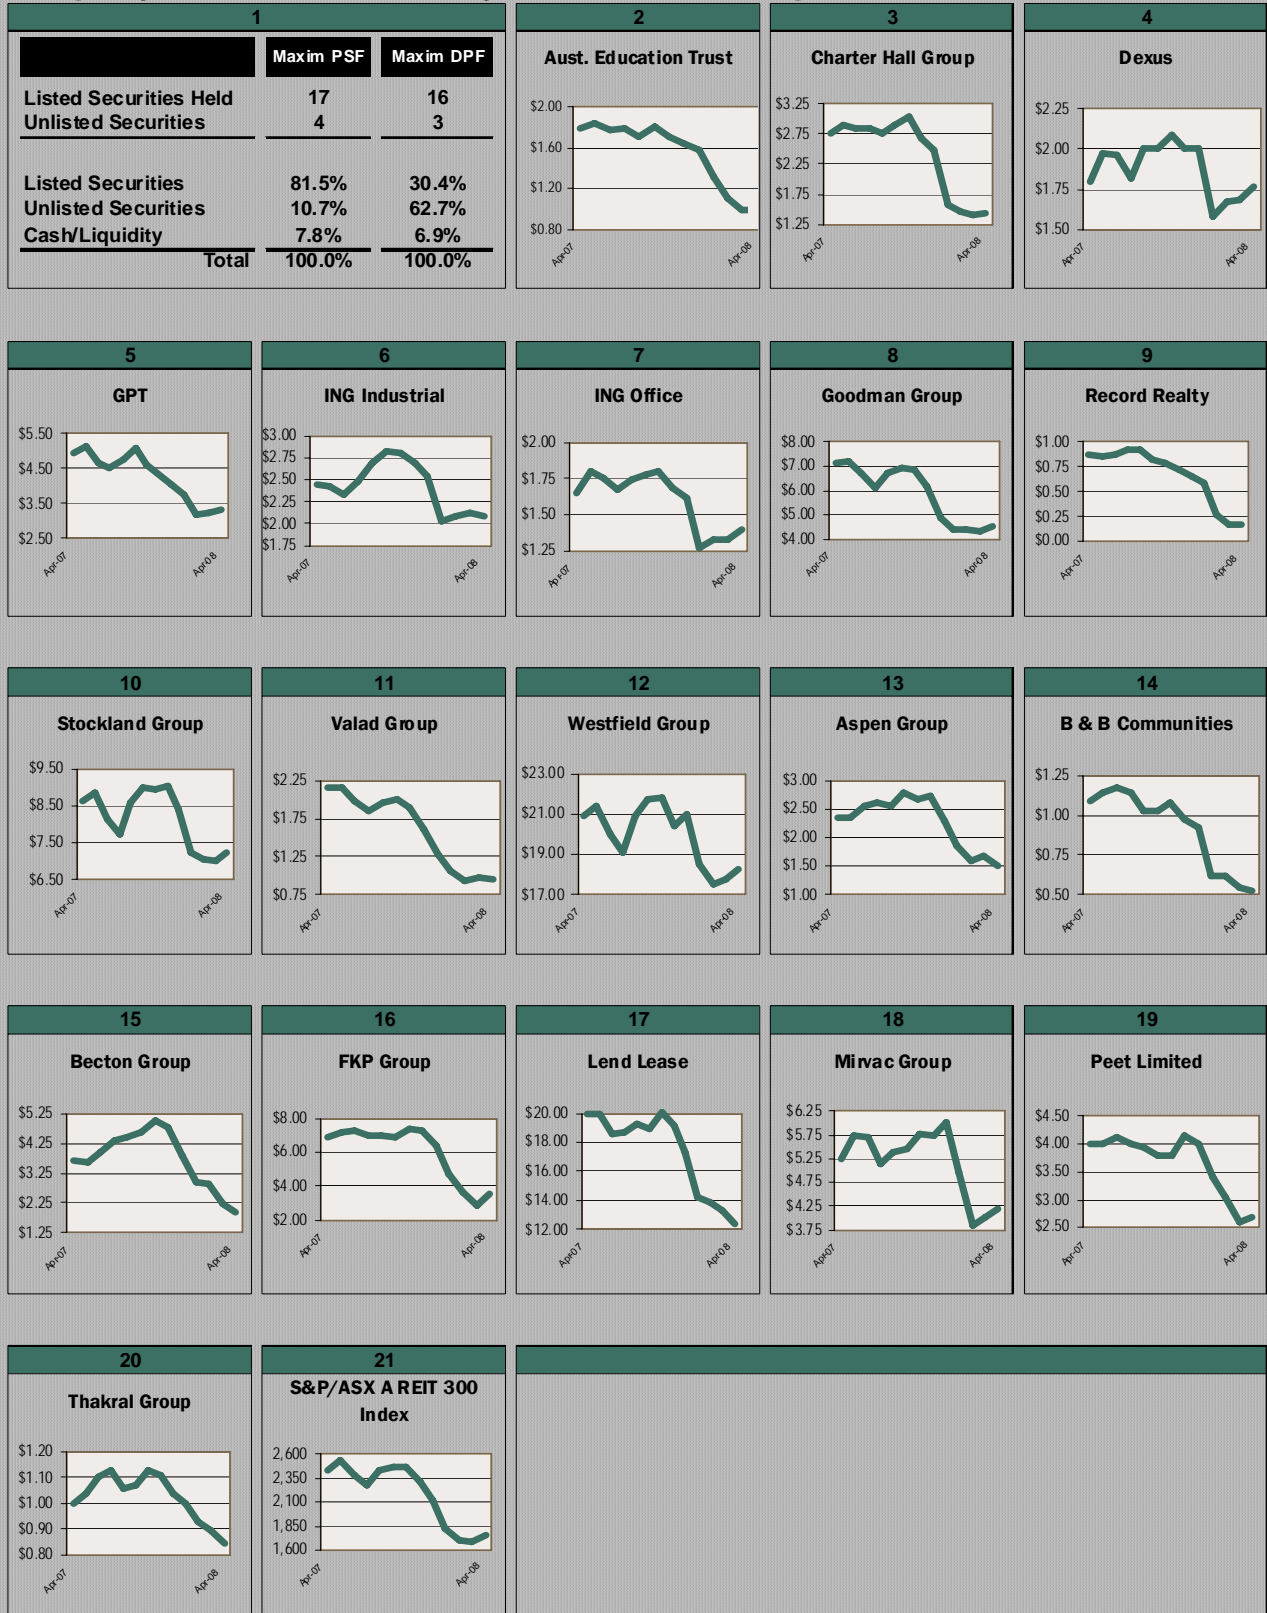 1
Maxim PSF Maxim DPF
Listed Securities Held 17 16
Unlisted Securities 4 3
Listed Securities 81.5% 30.4%
Unlisted Securities 10.7% 62.7%
Cash/Liquidity 7.8% 6.9%
Total 100.0% 100.0%
2
Aust. Education Trust
$2.00
$1.60
$1.20
$0.80
Apr-07 Apr-08
3
Charter Hall Group
$3.25
$2.75
$2.25
$1.75
$1.25
Apr-07 Apr-08
4
Dexus
$2.25
$2.00
$1.75
$1.50
Apr-07 Apr-08
5
GPT
$5.50
$4.50
$3.50
$2.50
Apr-07 Apr-08
6
ING Industrial
$3.00
$2.75
$2.50
$2.25
$2.00
$1.75
Apr-07 Apr-08
7
ING Office
$2.00
$1.75
$1.50
$1.25
Apr-07 Apr-08
8
Goodman Group
$8.00
$7.00
$6.00
$5.00
$4.00
Apr-07 Apr-08
9
Record Realty
$1.00
$0.75
$0.50
$0.25
$0.00
Apr-07 Apr-08
10
Stockland Group
$9.50
$8.50
$7.50
$6.50
Apr-07 Apr-08
11
Valad Group
$2.25
$1.75
$1.25
$0.75
Apr-07 Apr-08
12
Westfield Group
$23.00
$21.00
$19.00
$17.00
Apr-07 Apr-08
13
Aspen Group
$3.00
$2.50
$2.00
$1.50
$1.00
Apr-07 Apr-08
14
B & B Communities
$1.25
$1.00
$0.75
$0.50
Apr-07 Apr-08
15
Becton Group
$5.25
$4.25
$3.25
$2.25
$1.25
Apr-07 Apr-08
16
FKP Group
$8.00
$6.00
$4.00
$2.00
Apr-07 Apr-08
17
Lend Lease
$20.00
$18.00
$16.00
$14.00
$12.00
Apr-07 Apr-08
18
Mirvac Group
$6.25
$5.75
$5.25
$4.75
$4.25
$3.75
Apr-07 Apr-08
19
Peet Limited
$4.50
$4.00
$3.50
$3.00
$2.50
Apr-07 Apr-08
20
Thakral Group
$1.20
$1.10
$1.00
$0.90
$0.80
Apr-07 Apr-08
21
S&P/ASX A REIT 300
Index
2,600
2,350
2,100
1,850
1,600
Apr-07 Apr-08